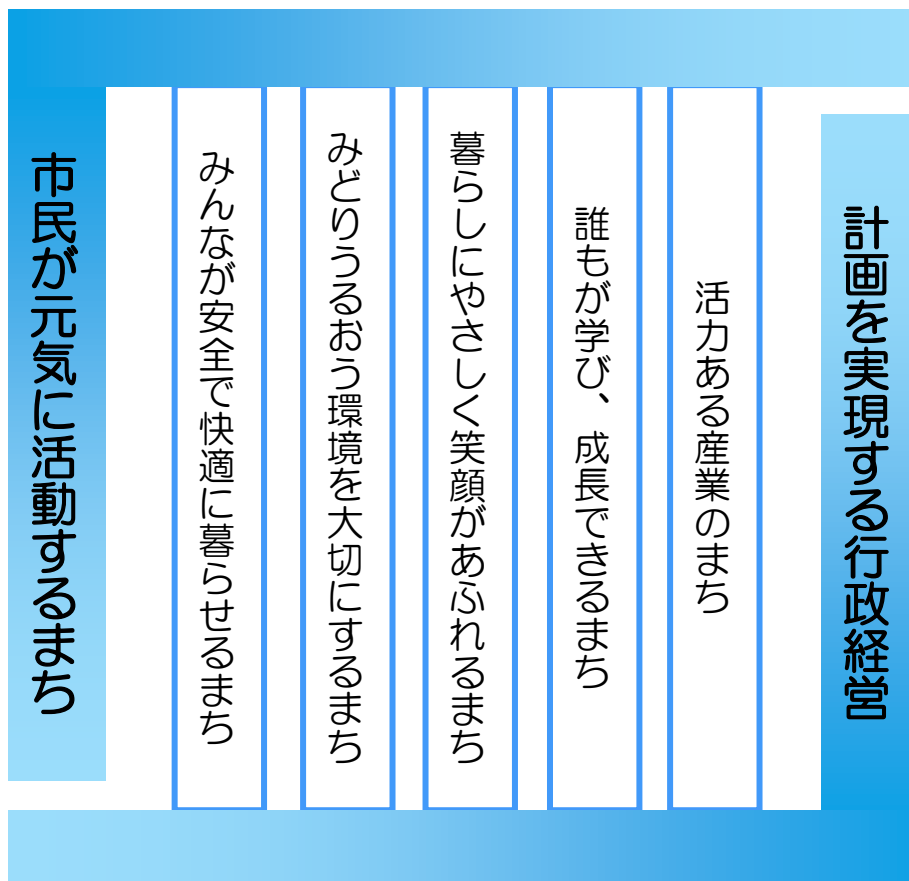 計画を実現する行政経営
活力ある産業のまち
誰もが学び、成長できるまち
暮らしにやさしく笑顔があふれるまち
みどりうるおう環境を大切にするまち
みんなが安全で快適に暮らせるまち
市民が元気に活動するまち